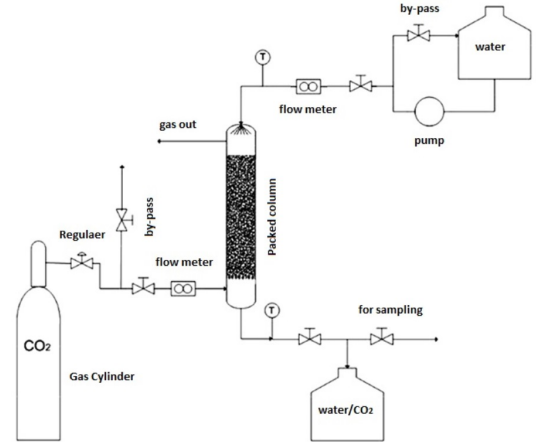 by-pass
water
T
flow meter
pump
gas out
Packed column
by-pass
Regulaer
flow meter
T
for sampling
CO₂
Gas Cylinder
water/CO₂